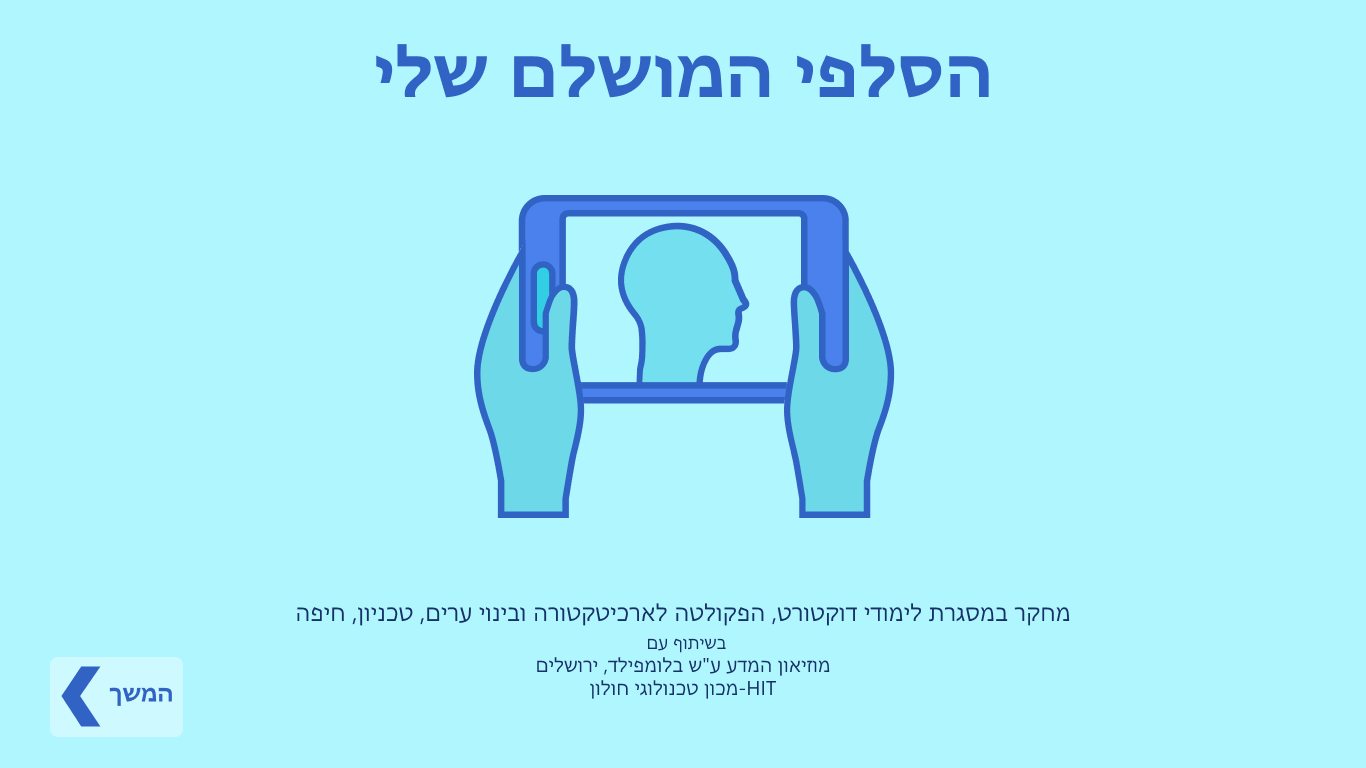 הסלפי המושלם שלי
מחקר במסגרת לימודי דוקטורט, הפקולטה לארכיטקטורה ובינוי ערים, טכניון, חיפה
בשיתוף עם
מוזיאון המדע ע"ש בלומפילד, ירושלים
HIT-מכון טכנולוגי חולון
המשך